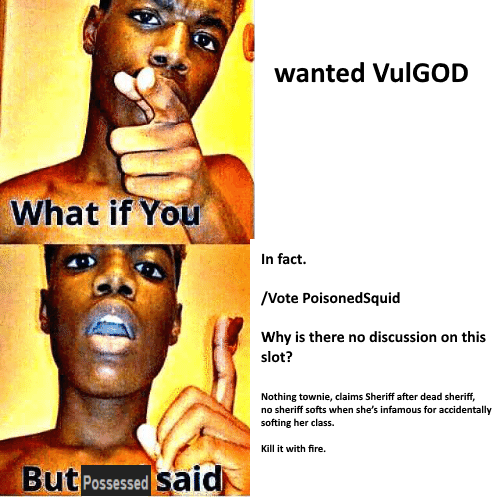 wanted VulGOD
What if You
In fact.
/Vote PoisonedSquid
Why is there no discussion on this
slot?
Nothing townie, claims Sheriff after dead sheriff,
no sheriff softs when she's infamous for accidentally
softing her class.
Kill it with fire.
But Possessed said